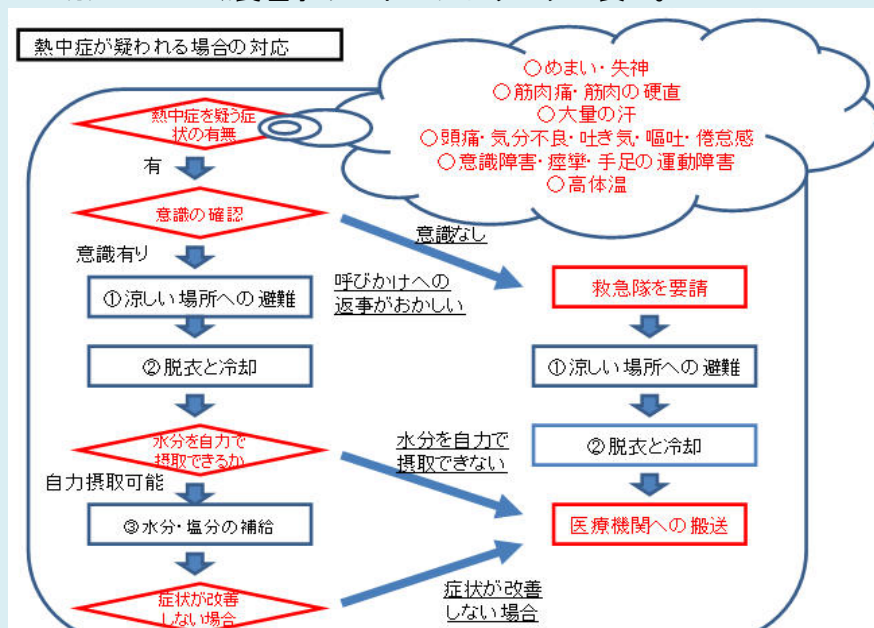 熱中症が疑われる場合の対応
○めまい・失神
○筋肉痛・筋肉の硬直
○大量の汗
○頭痛・気分不良・吐き気・嘔吐・倦怠感
○意識障害・痙攣・手足の運動障害
○高体温
熱中症を疑う症
状の有無
有
意識の確認
意識なし
意識有り
呼びかけへの
返事がおかしい
①涼しい場所への避難
救急隊を要請
②脱衣と冷却
①涼しい場所への避難
水分を自力で
摂取できるか
水分を自力で
摂取できない
②脱衣と冷却
自力摂取可能
③水分・塩分の補給
医療機関への搬送
症状が改善
しない場合
症状が改善
しない場合